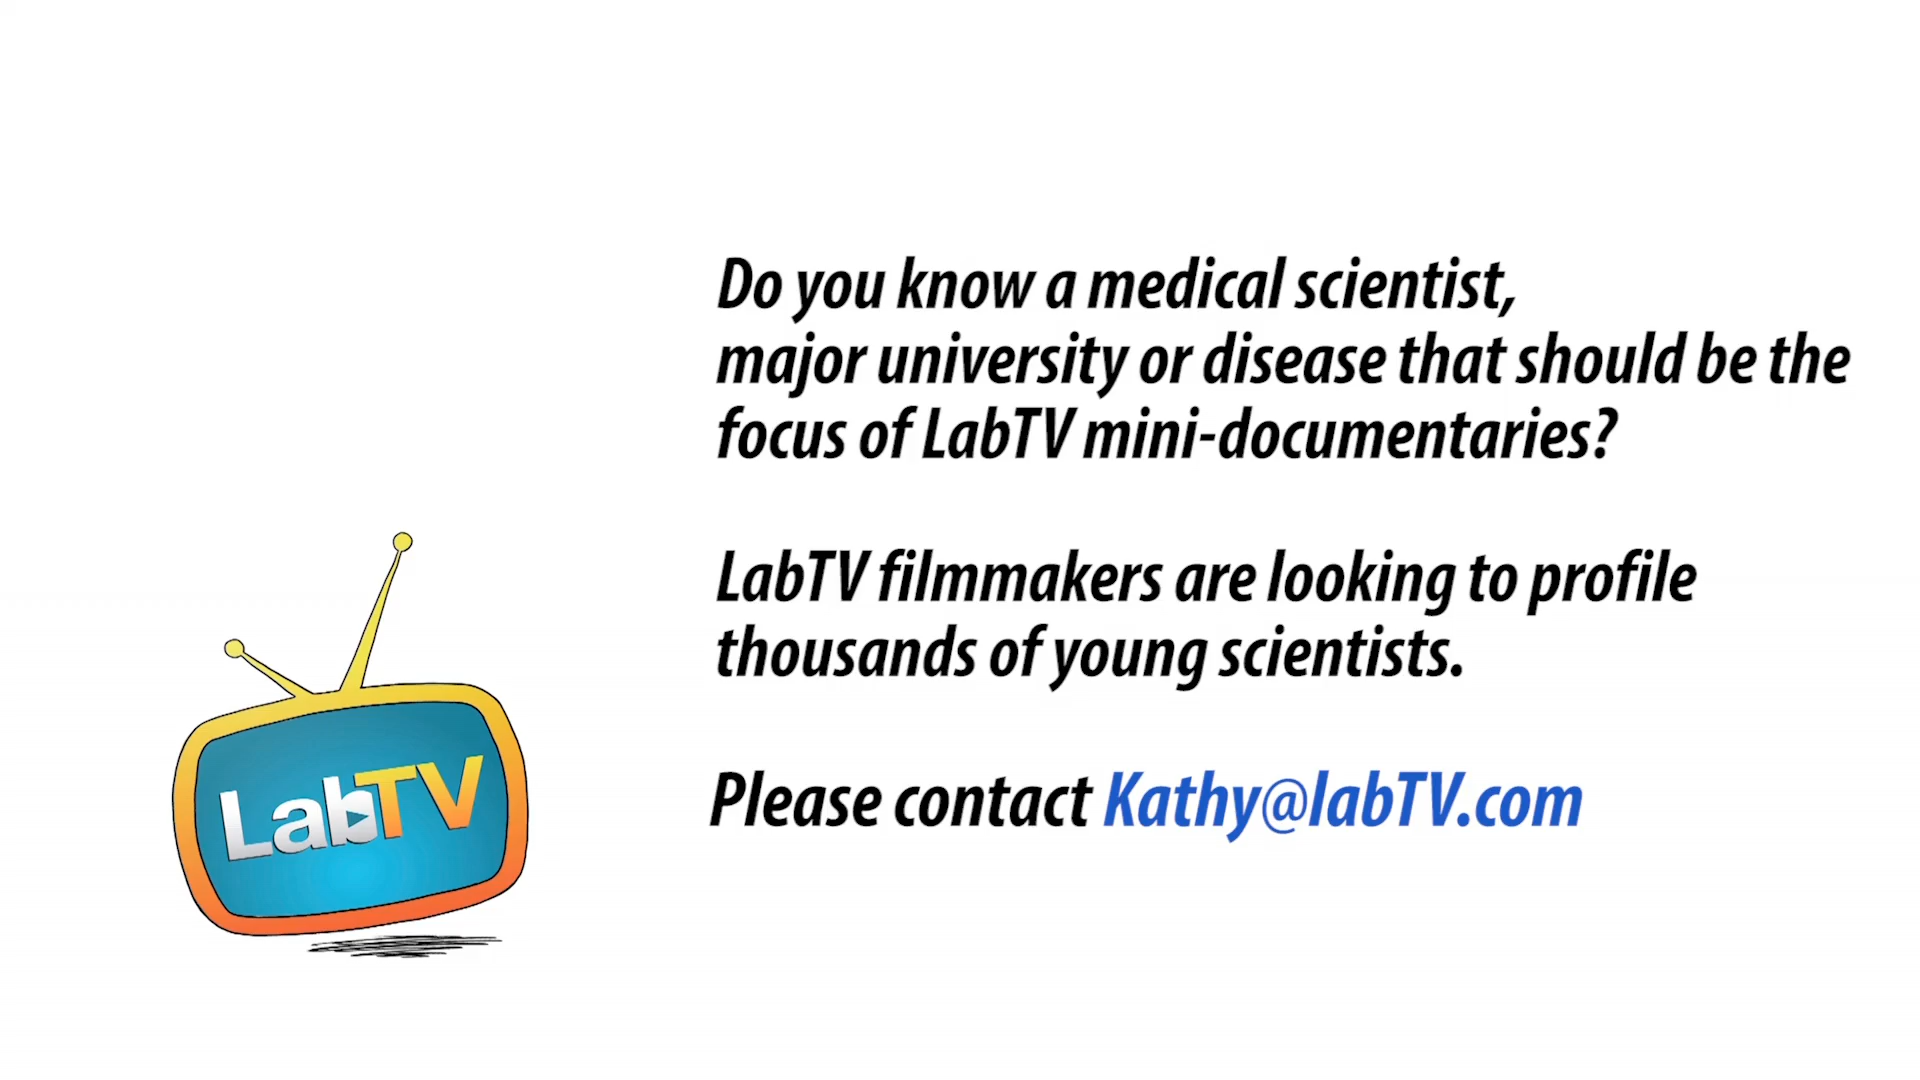 Do you know a medical scientist,
major university or disease that should be the
focus of LabTV mini-documentaries?
LabTV filmmakers are looking to profile
thousands of young scientists.
Please contact Kathy@labTV.com
LabTV